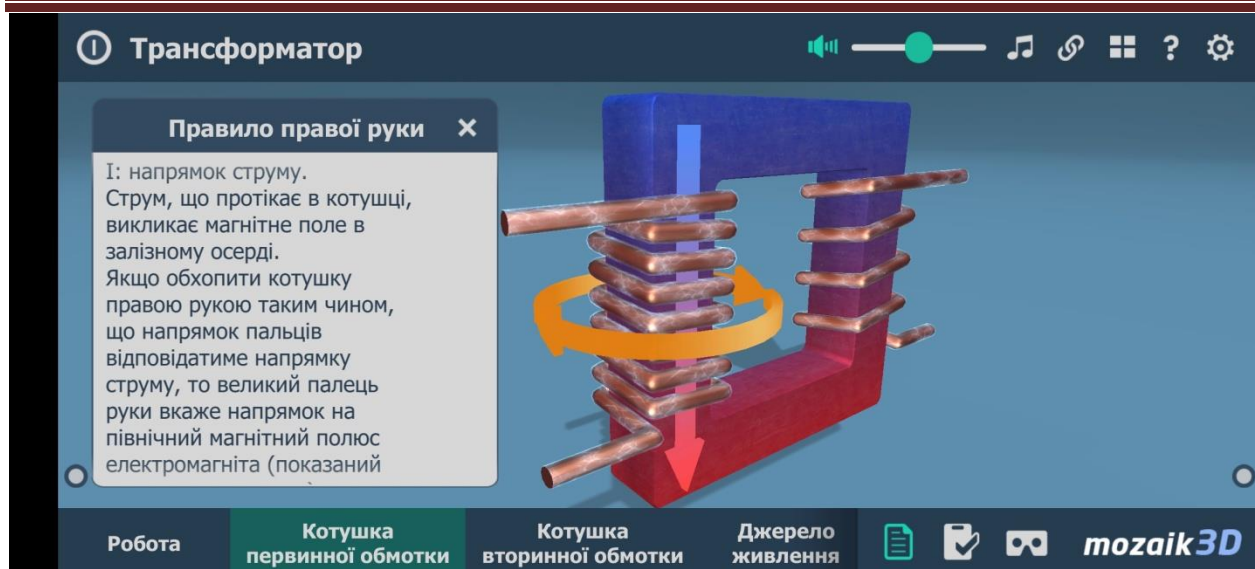 Трансформатор
?
Правило правої руки ×
І: напрямок струму.
Струм, що протікає в котушці,
викликає магнітне поле в
залізному осерді.
Якщо обхопити котушку
правою рукою таким чином,
що напрямок пальців
відповідатиме напрямку
струму, то великий палець
руки вкаже напрямок на
північний магнітний полюс
електромагніта (показаний
Робота
Котушка
первинної обмотки
Котушка
вторинної обмотки
Джерело
живлення
mozaik3D